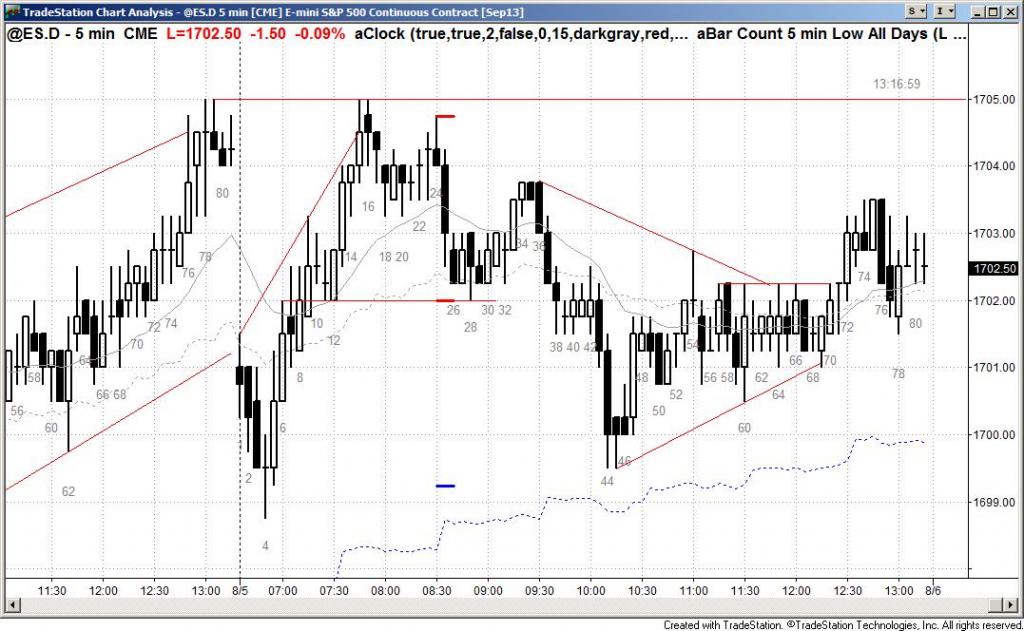 TradeStation Chart Analysis - @ES.D 5 min [CME] E-mini S&P 500 Continuous Contract [Sep13]
S I
@ES.D - 5 min CME L=1702.50 -1.50 -0.09% aClock (true,true,2,false,0,15,darkgray,red,... aBar Count 5 min Low All Days (L ...
13:16:59
1705.00
1704.00
1703.00
1702.50
1702.00
1701.00
1700.00
1699.00
56 58 60 62 64 66 68 70 72 74 76 78 80
2 4 6 8 10 12 14 16 18 20 22 24 26 28 30 32 34 36 38 40 42 44 46 48 50 52 54 56 58 60 62 64 66 68 70 72 74 76 78 80
11:30 12:00 12:30 13:00 8/5 07:00 07:30 08:00 08:30 09:00 09:30 10:00 10:30 11:00 11:30 12:00 12:30 13:00 8/6
Created with TradeStation. ©TradeStation Technologies, Inc. All rights reserved.